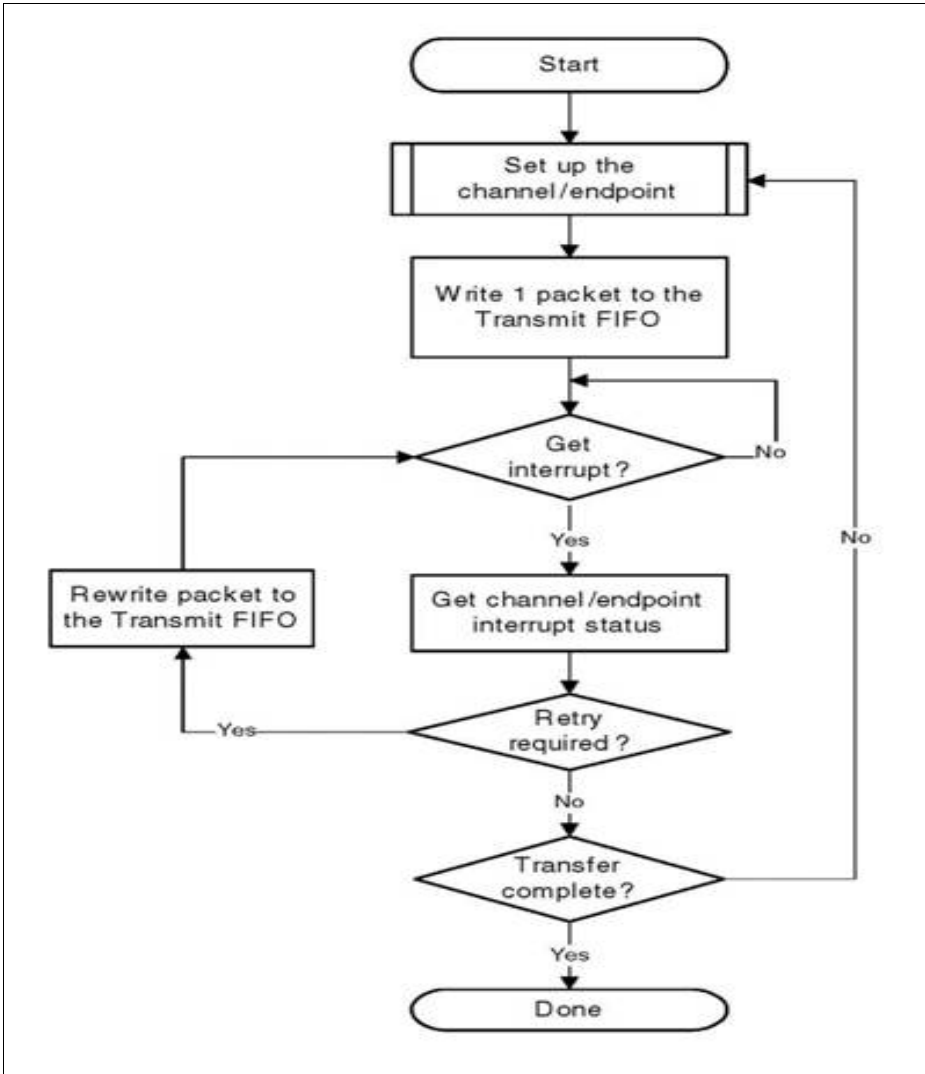 Start
Set up the
channel/endpoint
Write 1 packet to the
Transmit FIFO
Get
interrupt?
No
Yes
No
Rewrite packet to
the Transmit FIFO
Get channel/endpoint
interrupt status
Retry
required?
Yes
No
Transfer
complete?
Yes
Done